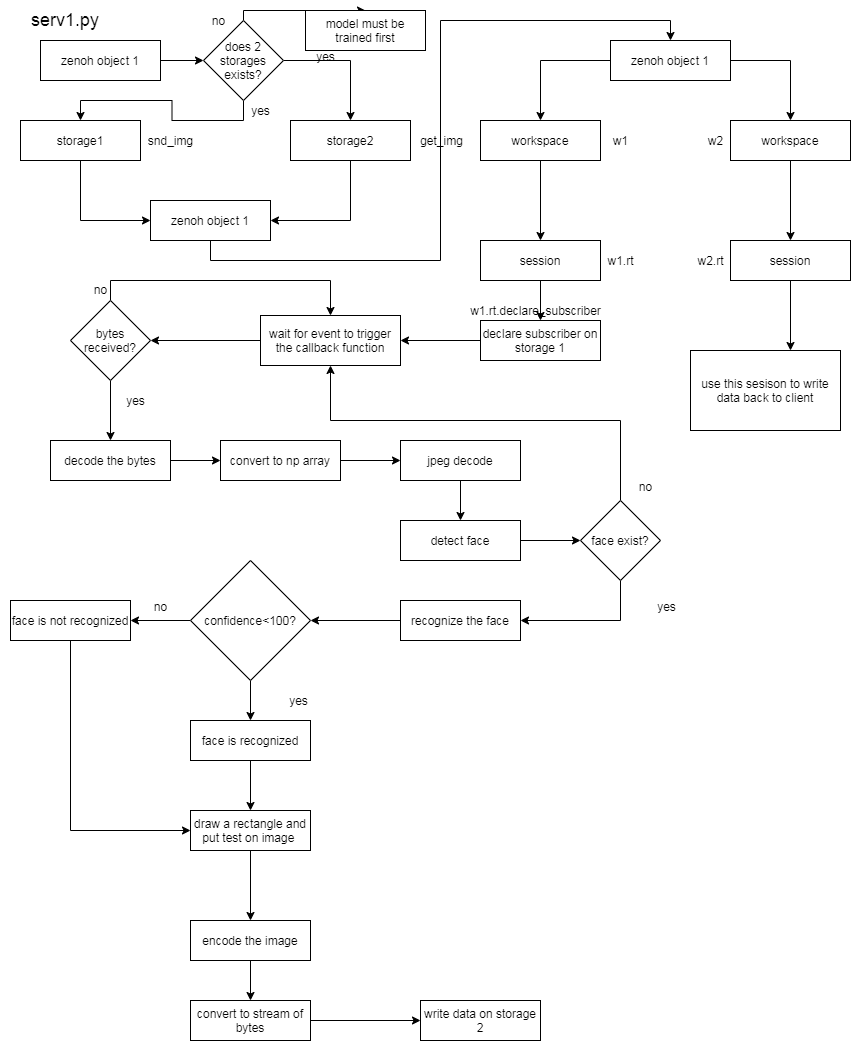 serv1.py
no
model must be
trained first
zenoh object 1
does 2
storages
exists?
yes
zenoh object 1
yes
storage1
snd_img
storage2
get_img
workspace
w1
w2
workspace
zenoh object 1
session
w1.rt
w2.rt
session
no
w1.rt.declare_subscriber
bytes
received?
wait for event to trigger
the callback function
declare subscriber on
storage 1
use this sesison to write
data back to client
yes
decode the bytes
convert to np array
jpeg decode
no
detect face
face exist?
face is not recognized
no
confidence<100?
recognize the face
yes
yes
face is recognized
draw a rectangle and
put test on image
encode the image
convert to stream of
bytes
write data on storage
2